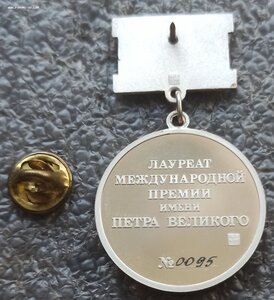 ЛАУРЕАТ
МЕЖДУНАРОДНОЙ
ПРЕМИИ
ИМЕНИ
ПЕТРА ВЕЛИКОГО
№0095